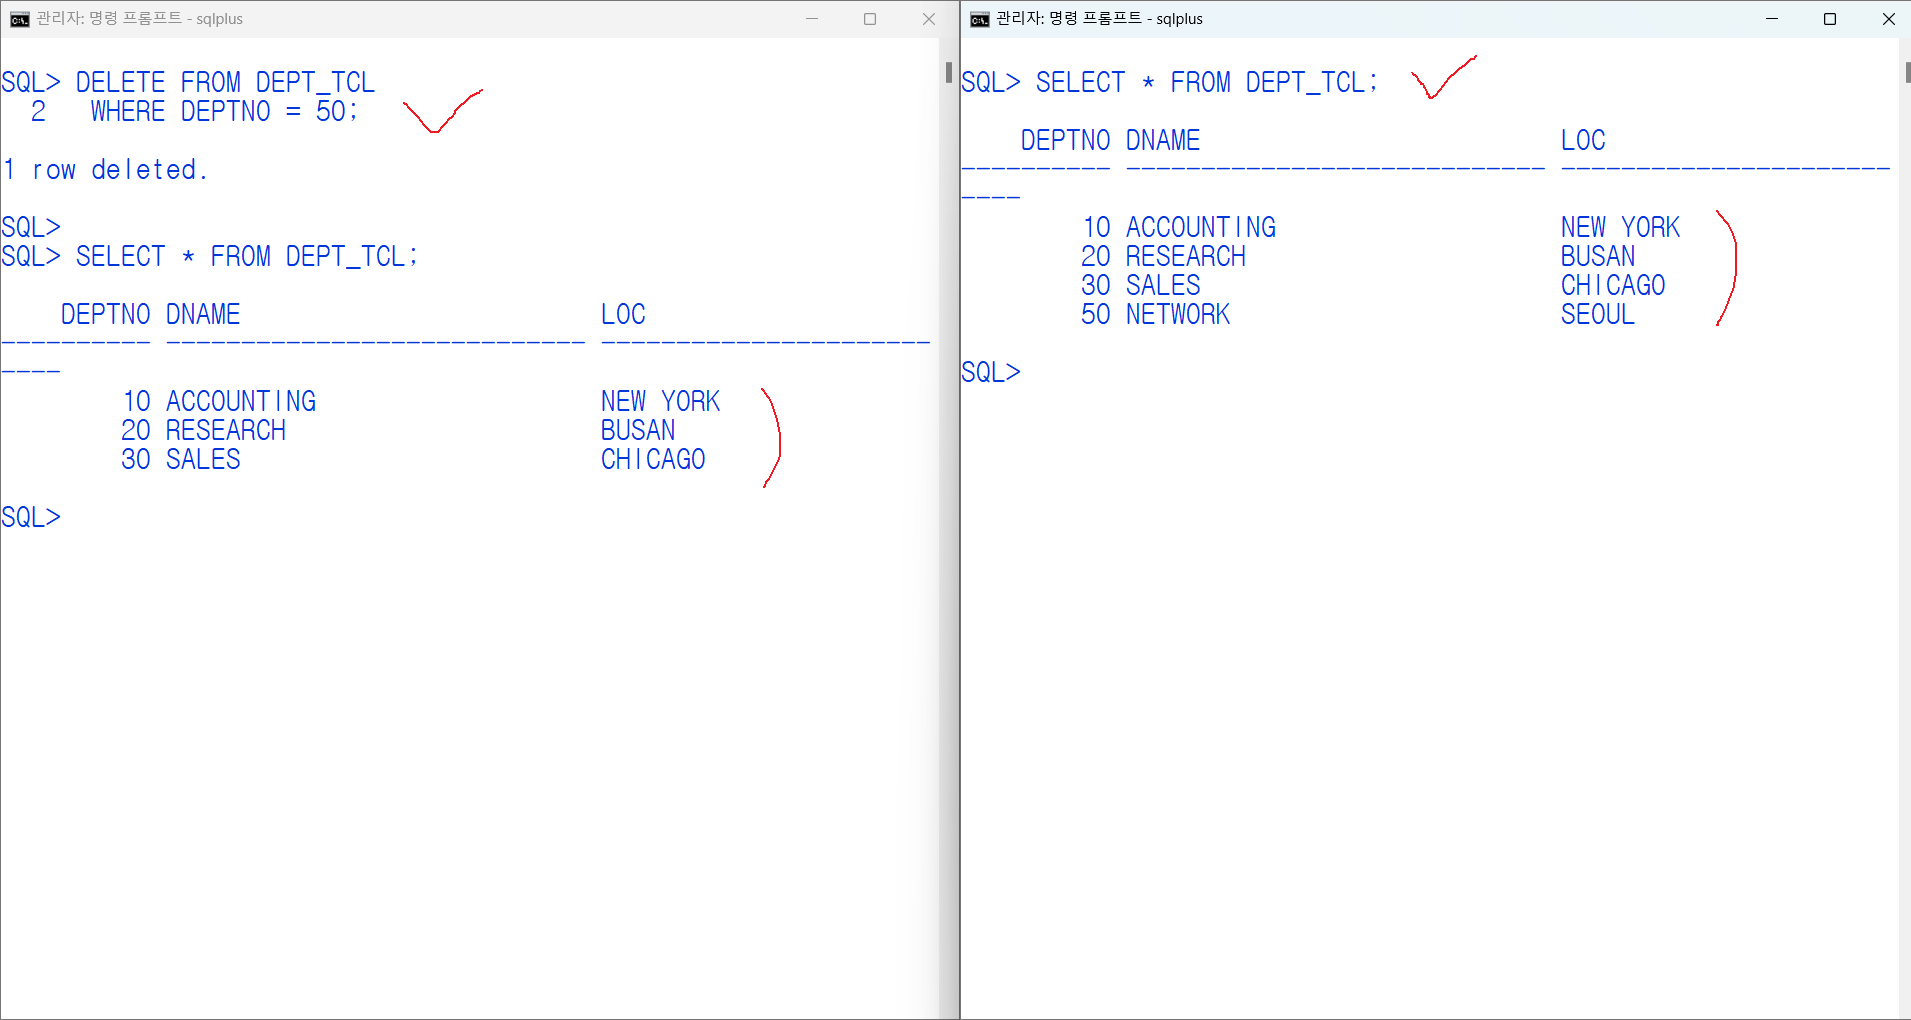 관리자: 명령 프롬프트 - sqlplus
SQL> DELETE FROM DEPT_TCL
  2   WHERE DEPTNO = 50;
1 row deleted.
SQL>
SQL> SELECT * FROM DEPT_TCL;
    DEPTNO DNAME                        LOC
---------- ---------------------------- ----------------------
----
        10 ACCOUNTING                   NEW YORK
        20 RESEARCH                     BUSAN
        30 SALES                        CHICAGO
SQL>
관리자: 명령 프롬프트 - sqlplus
SQL> SELECT * FROM DEPT_TCL;
    DEPTNO DNAME                        LOC
---------- ---------------------------- ----------------------
----
        10 ACCOUNTING                   NEW YORK
        20 RESEARCH                     BUSAN
        30 SALES                        CHICAGO
        50 NETWORK                      SEOUL
SQL>